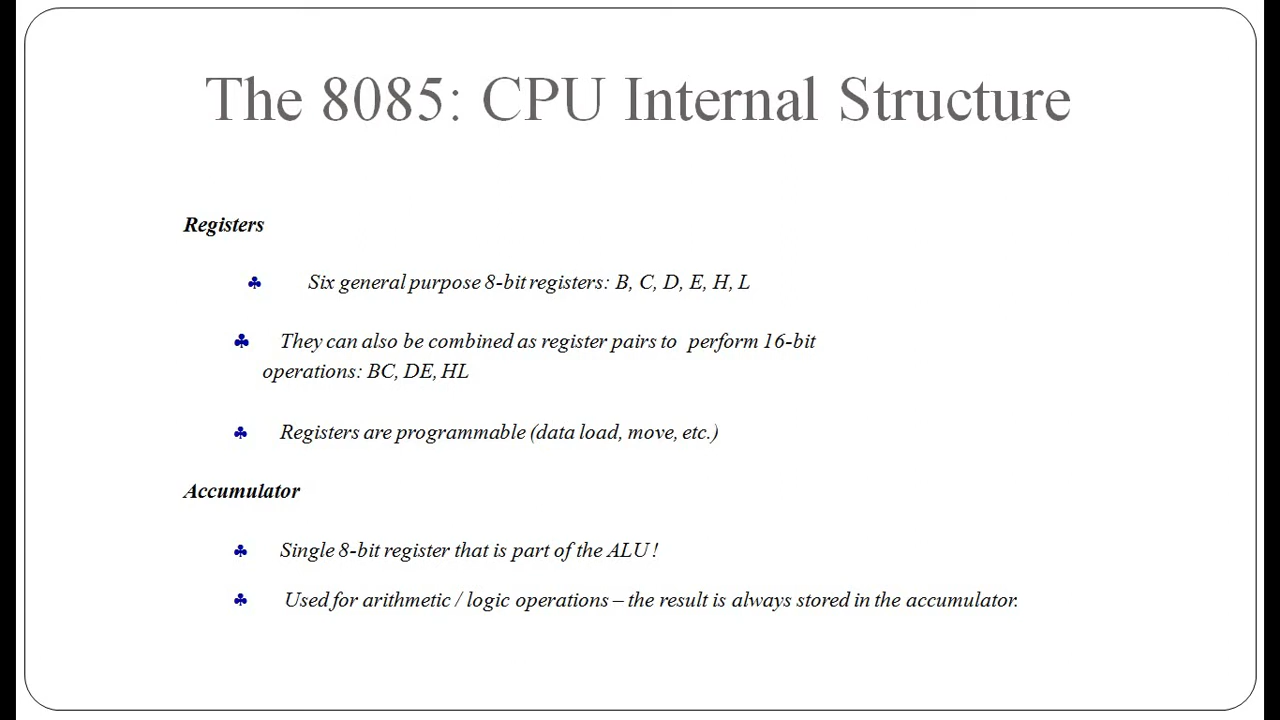 The 8085: CPU Internal Structure
Registers
♣ Six general purpose 8-bit registers: B, C, D, E, H, L
♣ They can also be combined as register pairs to perform 16-bit
operations: BC, DE, HL
♣ Registers are programmable (data load, move, etc.)
Accumulator
♣ Single 8-bit register that is part of the ALU !
♣ Used for arithmetic / logic operations – the result is always stored in the accumulator.